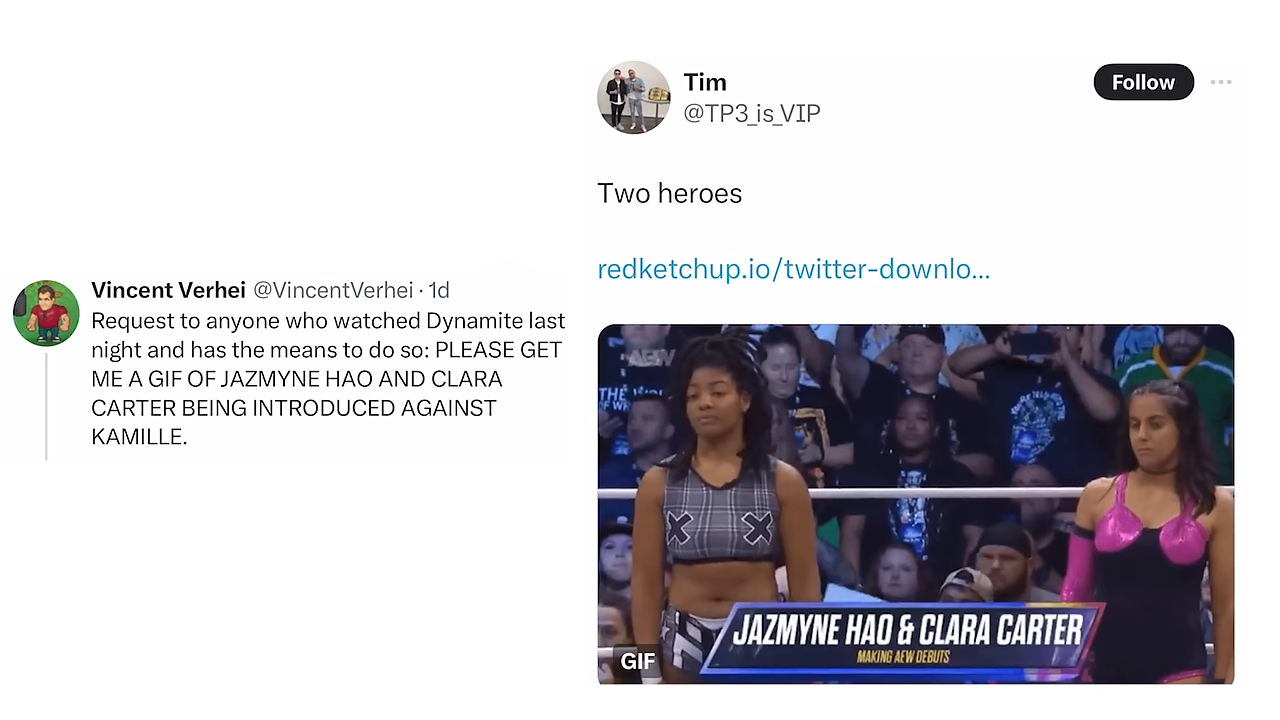 Vincent Verhei @VincentVerhei · 1d
Request to anyone who watched Dynamite last
night and has the means to do so: PLEASE GET
ME A GIF OF JAZMYNE HAO AND CLARA
CARTER BEING INTRODUCED AGAINST
KAMILLE.
Tim
@TP3_is_VIP
Follow
Two heroes
redketchup.io/twitter-downlo...
AEW
THE
JAZMYNE HAO & CLARA CARTER
MAKING AEW DEBUTS
GIF